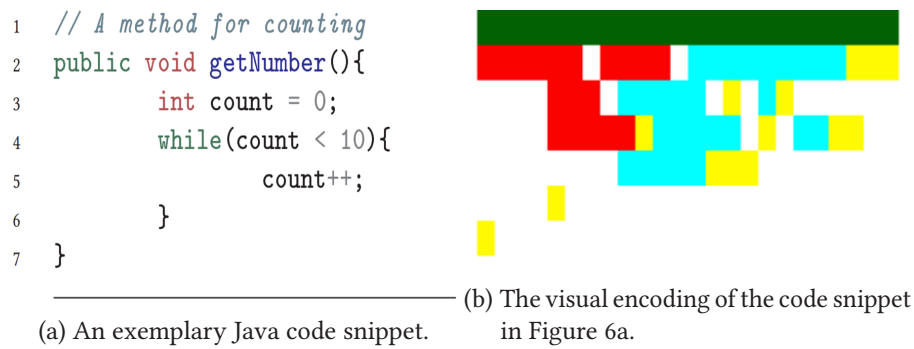 1 // A method for counting
2 public void getNumber(){
3 int count = 0;
4 while(count < 10){
5 count++;
6 }
7 }
(a) An exemplary Java code snippet.
(b) The visual encoding of the code snippet
in Figure 6a.